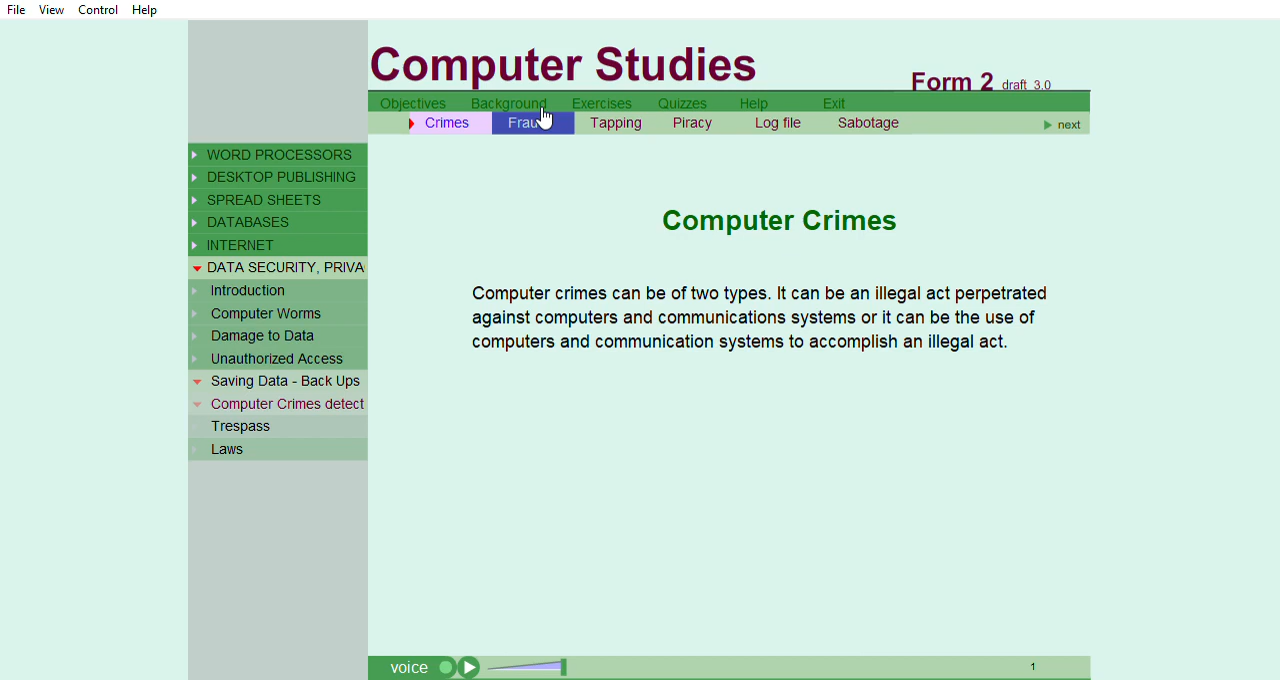 File View Control Help
Computer Studies
Form 2 draft 3.0
Objectives Background Exercises Quizzes Help Exit
Crimes Tapping Piracy Log file Sabotage next
WORD PROCESSORS
DESKTOP PUBLISHING
SPREAD SHEETS
DATABASES
INTERNET
DATA SECURITY, PRIVA
Introduction
Computer Worms
Damage to Data
Unauthorized Access
Saving Data - Back Ups
Computer Crimes detect
Trespass
Laws
Computer Crimes
Computer crimes can be of two types. It can be an illegal act perpetrated
against computers and communications systems or it can be the use of
computers and communication systems to accomplish an illegal act.
voice 1